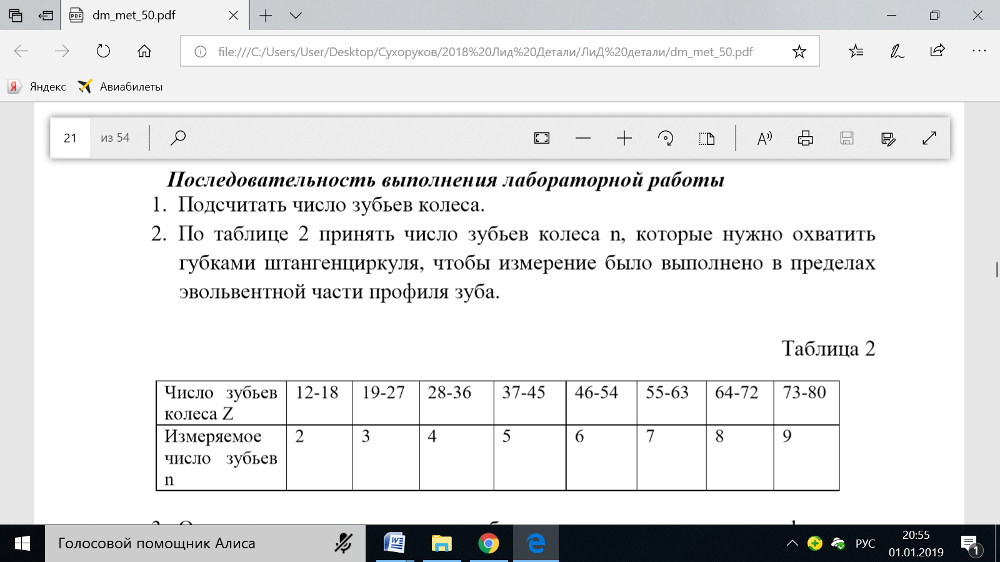 dm_met_50.pdf
file:///C:/Users/User/Desktop/Сухоруков/2018%20Лид%20Детали/ЛиД%20детали/dm_met_50.pdf
Яндекс Авиабилеты
21 из 54
Последовательность выполнения лабораторной работы
1. Подсчитать число зубьев колеса.
2. По таблице 2 принять число зубьев колеса n, которые нужно охватить
губками штангенциркуля, чтобы измерение было выполнено в пределах
эвольвентной части профиля зуба.
Таблица 2
Число зубьев 12-18 19-27 28-36 37-45 46-54 55-63 64-72 73-80
колеса Z
Измеряемое 2 3 4 5 6 7 8 9
число зубьев
n
Голосовой помощник Алиса
РУС
20:55
01.01.2019
1